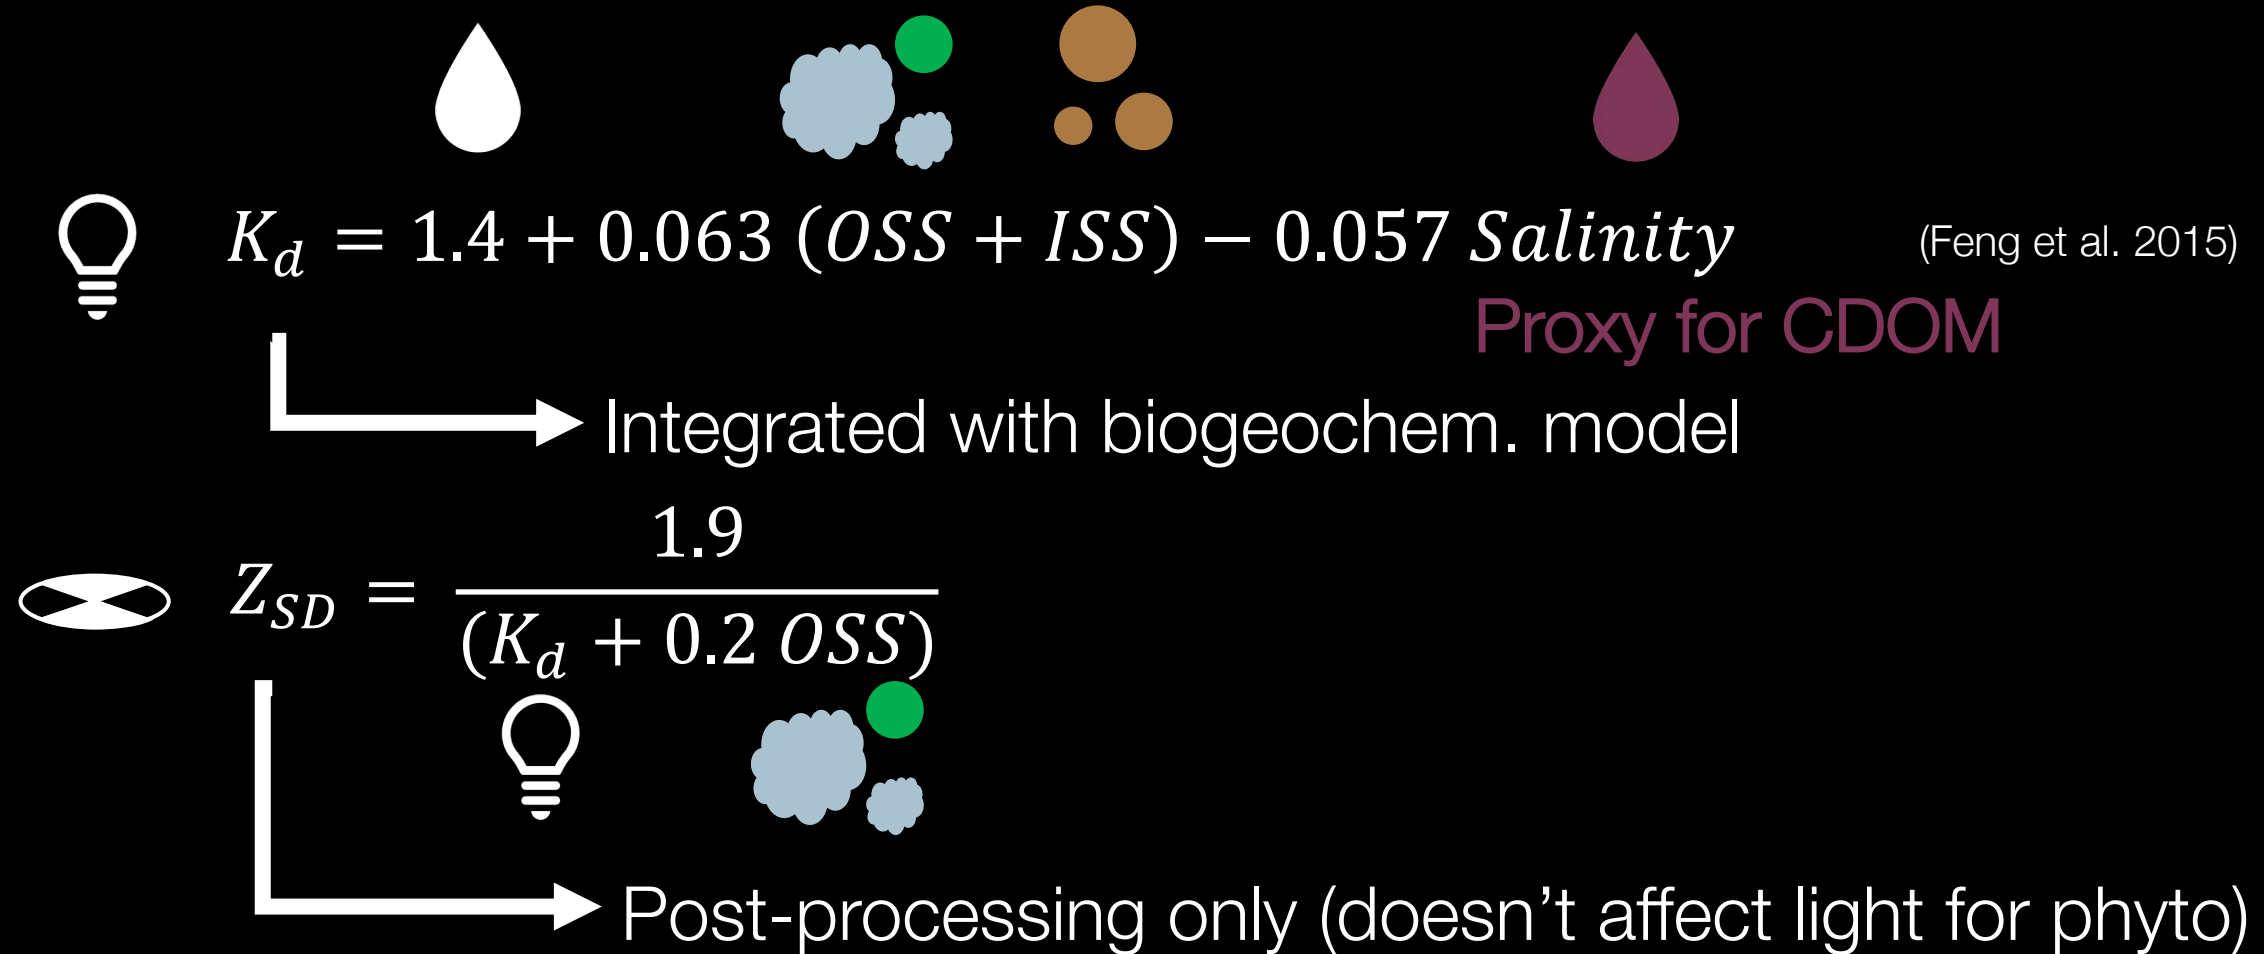 K_d = 1.4 + 0.063 (OSS + ISS) − 0.057 Salinity (Feng et al. 2015)
Proxy for CDOM
Integrated with biogeochem. model
1.9
Z_SD =
(K_d + 0.2 OSS)
Post-processing only (doesn’t affect light for phyto)